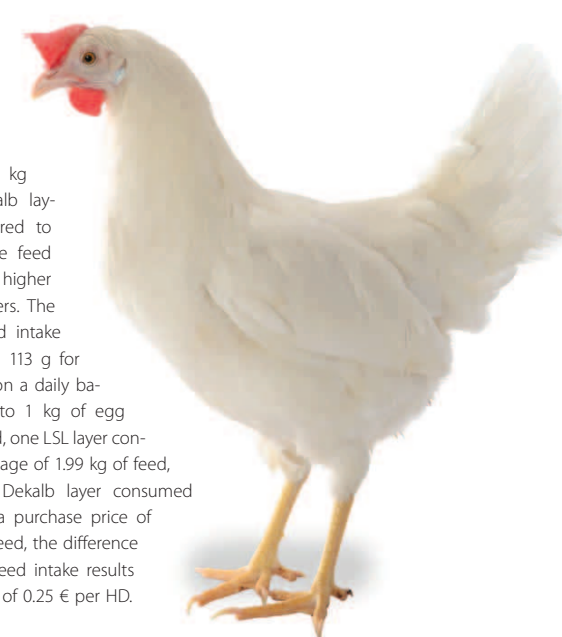 kg
alb lay-
red to
e feed
higher
ers. The
d intake
113 g for
on a daily ba-
to 1 kg of egg
d, one LSL layer con-
age of 1.99 kg of feed,
Dekalb layer consumed
a purchase price of
eed, the difference
eed intake results
of 0.25 € per HD.